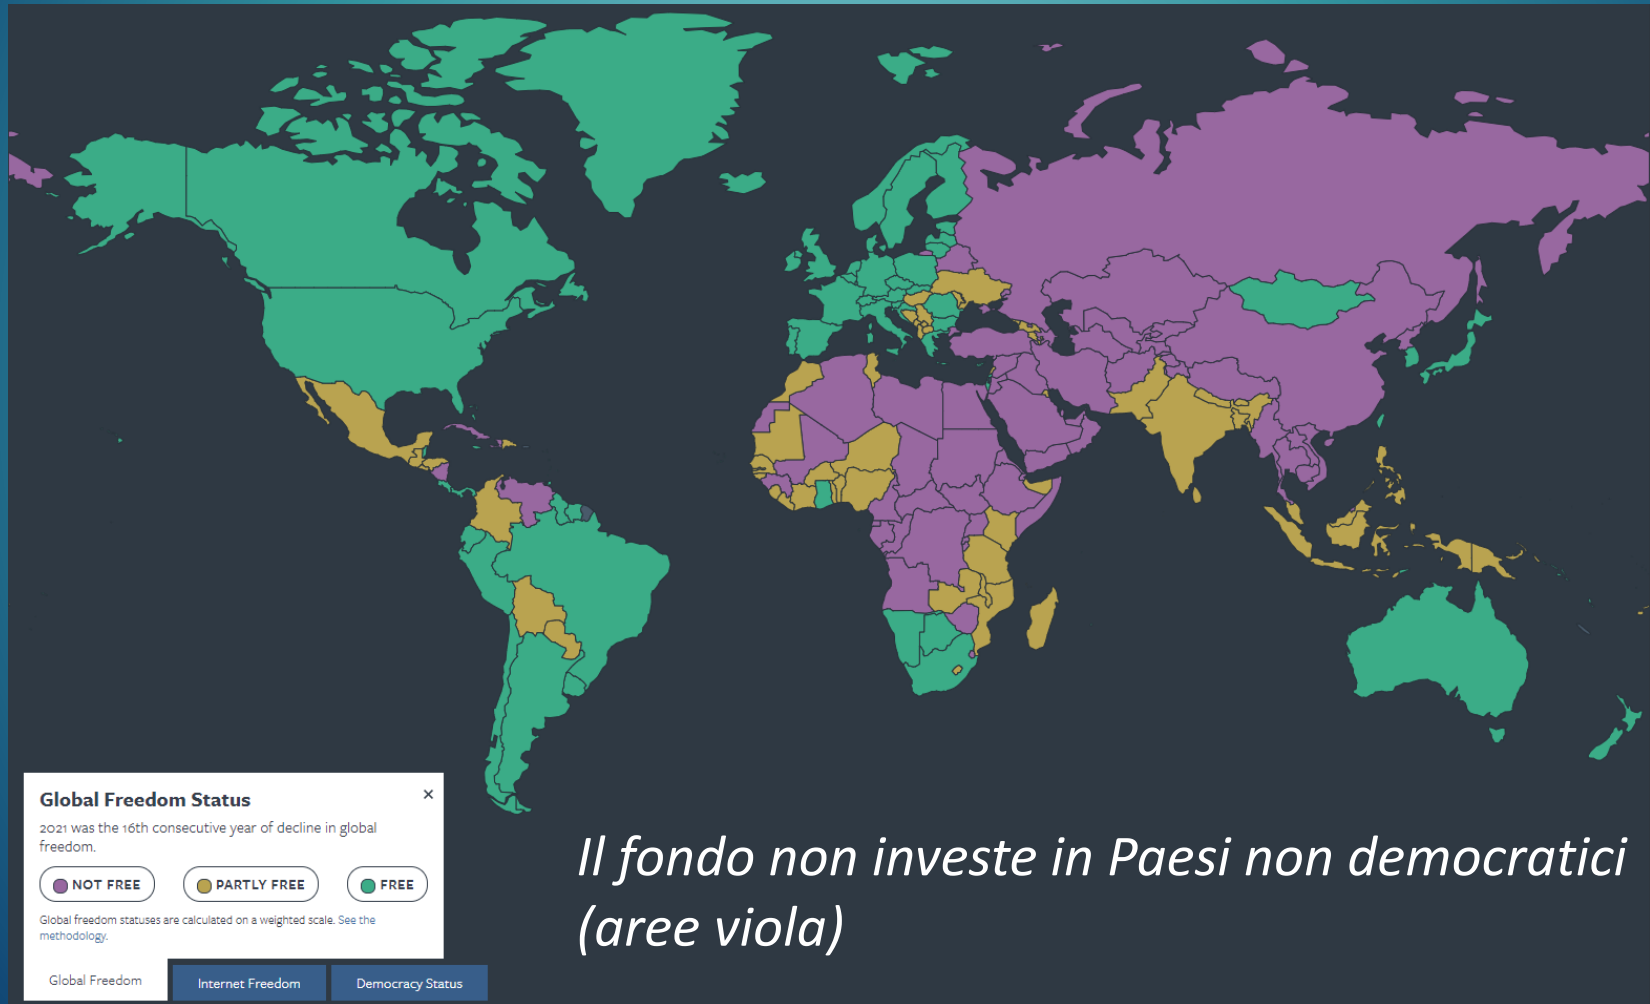 Global Freedom Status
×
2021 was the 16th consecutive year of decline in global
freedom.
NOT FREE
PARTLY FREE
FREE
Global freedom statuses are calculated on a weighted scale. See the
methodology.
Global Freedom
Internet Freedom
Democracy Status
Il fondo non investe in Paesi non democratici
(aree viola)